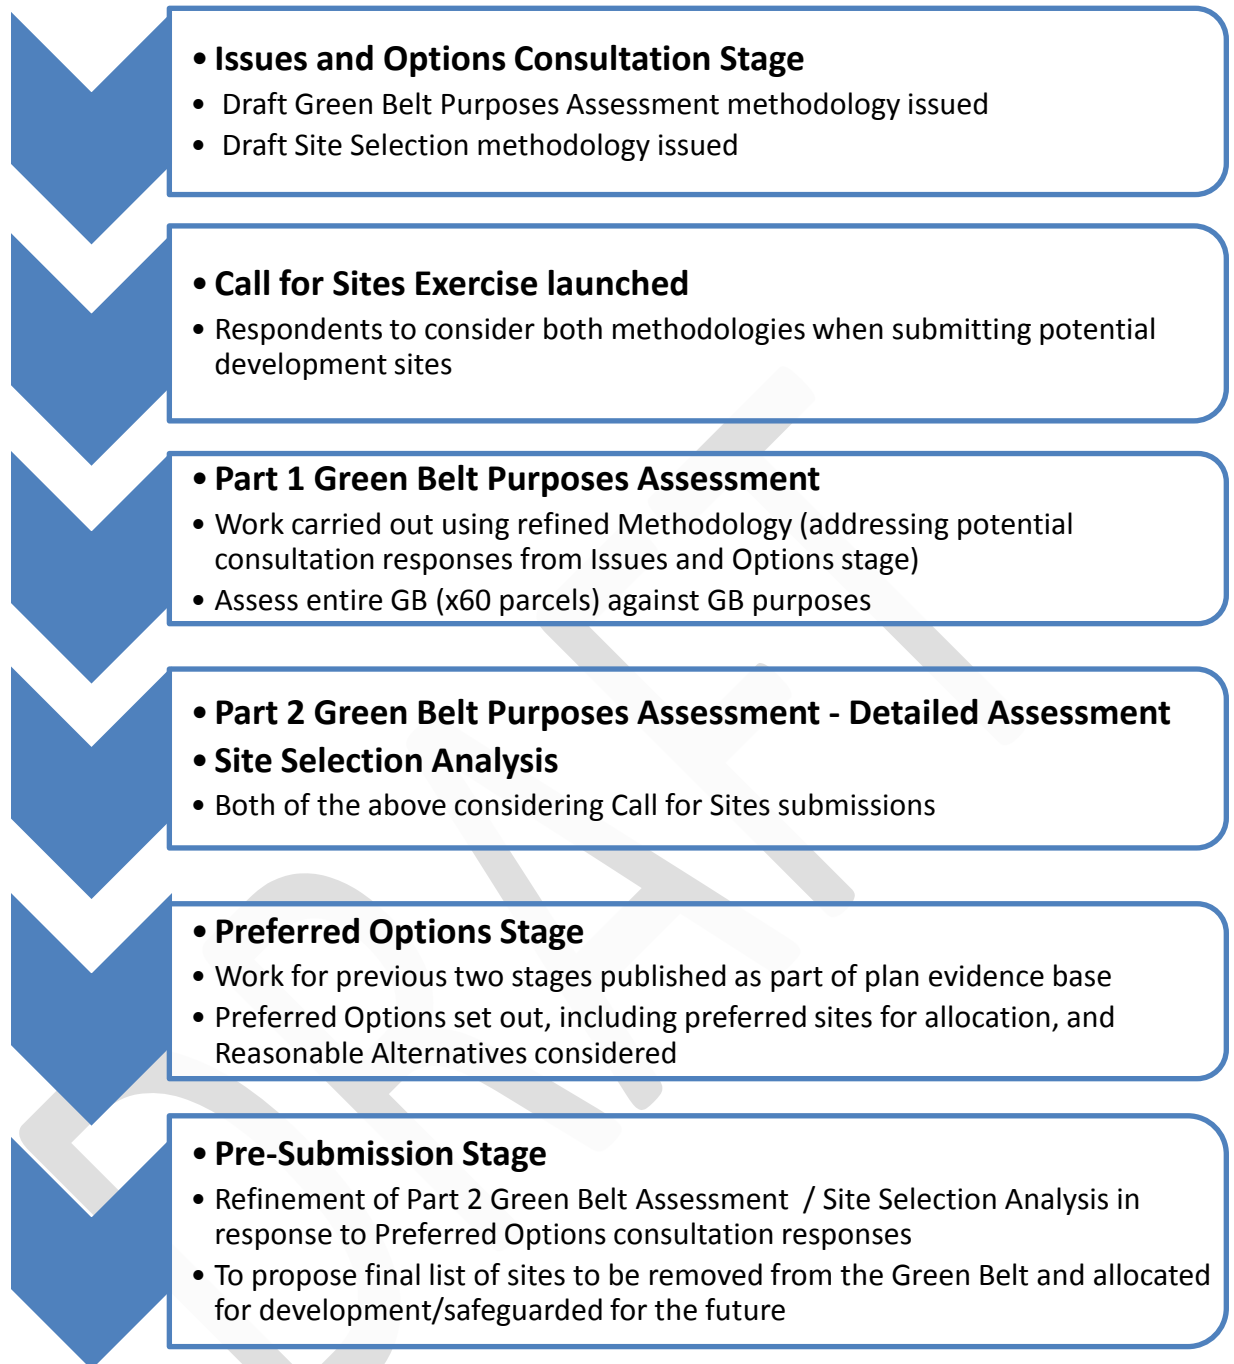 • Issues and Options Consultation Stage
• Draft Green Belt Purposes Assessment methodology issued
• Draft Site Selection methodology issued
• Call for Sites Exercise launched
• Respondents to consider both methodologies when submitting potential
development sites
• Part 1 Green Belt Purposes Assessment
• Work carried out using refined Methodology (addressing potential
consultation responses from Issues and Options stage)
• Assess entire GB (x60 parcels) against GB purposes
• Part 2 Green Belt Purposes Assessment - Detailed Assessment
• Site Selection Analysis
• Both of the above considering Call for Sites submissions
• Preferred Options Stage
• Work for previous two stages published as part of plan evidence base
• Preferred Options set out, including preferred sites for allocation, and
Reasonable Alternatives considered
• Pre-Submission Stage
• Refinement of Part 2 Green Belt Assessment / Site Selection Analysis in
response to Preferred Options consultation responses
• To propose final list of sites to be removed from the Green Belt and allocated
for development/safeguarded for the future
DRAFT